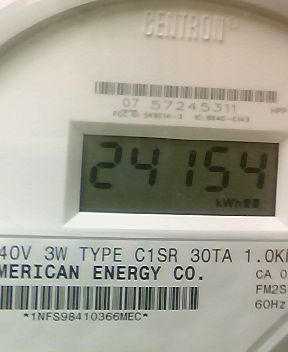 CENTRON®
07 57245311
24154
kWh
40V 3W TYPE C1SR 30TA 1.0K
MERICAN ENERGY CO.
CA 0
FM2S
60Hz
*1NFS98410366MEC*